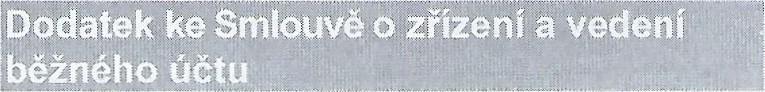 Dodatek ke Smlouvě o zřízení a vedení
běžného účtu